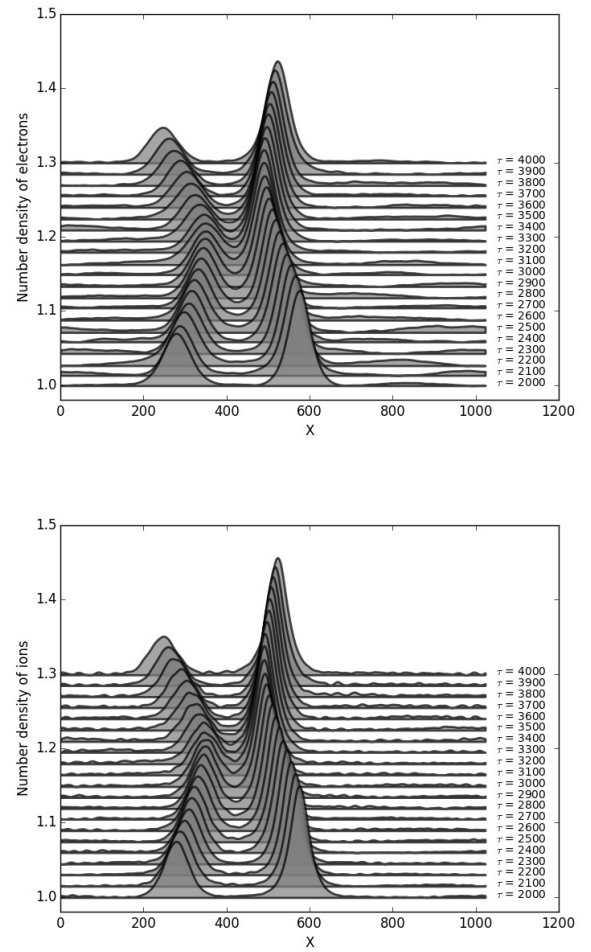 1.5
1.4
1.3
1.2
1.1
1.0
Number density of electrons
τ = 4000
τ = 3900
τ = 3800
τ = 3700
τ = 3600
τ = 3500
τ = 3400
τ = 3300
τ = 3200
τ = 3100
τ = 3000
τ = 2900
τ = 2800
τ = 2700
τ = 2600
τ = 2500
τ = 2400
τ = 2300
τ = 2200
τ = 2100
τ = 2000
0 200 400 600 800 1000 1200
X
1.5
1.4
1.3
1.2
1.1
1.0
Number density of ions
τ = 4000
τ = 3900
τ = 3800
τ = 3700
τ = 3600
τ = 3500
τ = 3400
τ = 3300
τ = 3200
τ = 3100
τ = 3000
τ = 2900
τ = 2800
τ = 2700
τ = 2600
τ = 2500
τ = 2400
τ = 2300
τ = 2200
τ = 2100
τ = 2000
0 200 400 600 800 1000 1200
X